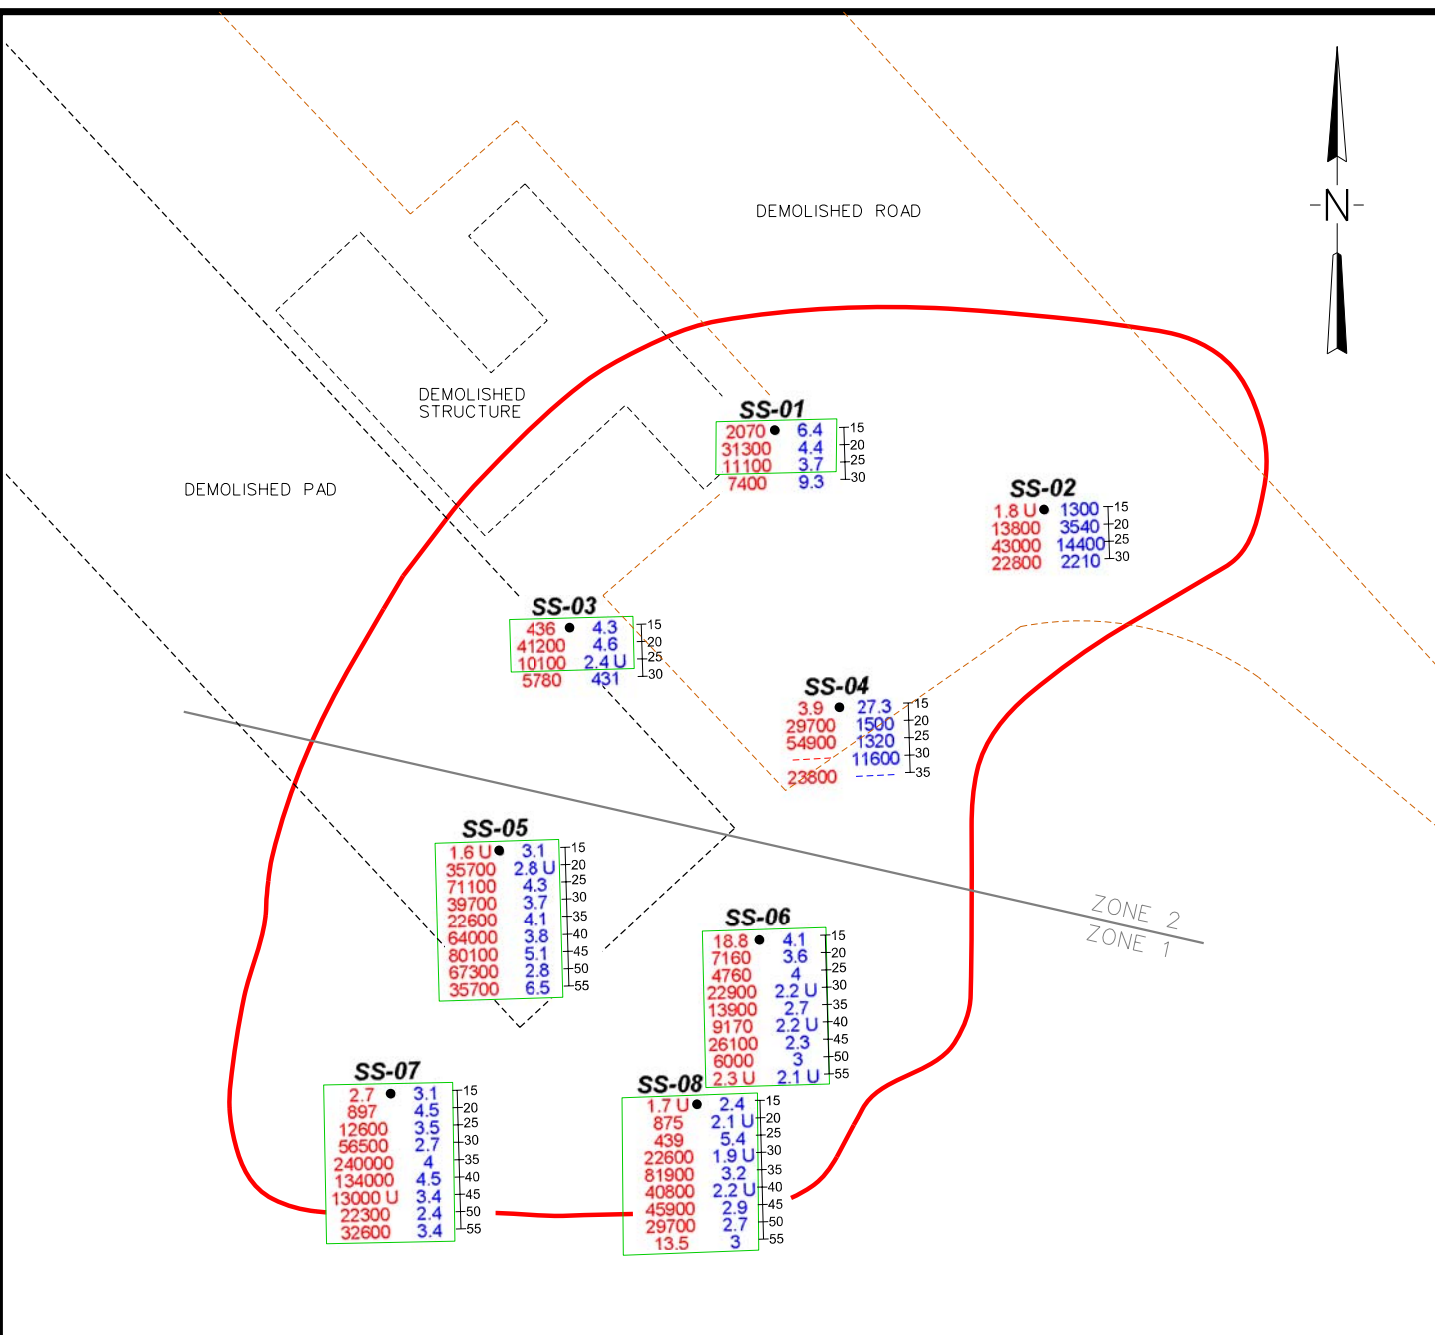 DEMOLISHED ROAD
N
DEMOLISHED
STRUCTURE
DEMOLISHED PAD
SS-01
2070 6.4 15
31300 4.4 20
11100 3.7 25
7400 9.3 30
SS-02
1.8 U 1300 15
13800 3540 20
43000 14400 25
22800 2210 30
SS-03
436 4.3 15
41200 4.6 20
10100 2.4 U 25
5780 431 30
SS-04
3.9 27.3 15
29700 1500 20
54900 1320 25
----- 11600 30
23800 ----- 35
SS-05
1.6 U 3.1 15
35700 2.8 U 20
71100 4.3 25
39700 3.7 30
22600 4.1 35
64000 3.8 40
80100 5.1 45
67300 2.8 50
35700 6.5 55
ZONE 2
ZONE 1
SS-06
18.8 4.1 15
7160 3.6 20
4760 4 25
22900 2.2 U 30
13900 2.7 35
9170 2.2 U 40
26100 2.3 45
6000 3 50
2.3 U 2.1 U 55
SS-07
2.7 3.1 15
897 4.5 20
12600 3.5 25
56500 2.7 30
240000 4 35
134000 4.5 40
13000 U 3.4 45
22300 2.4 50
32600 3.4 55
SS-08
1.7 U 2.4 15
875 2.1 U 20
439 5.4 25
22600 1.9 U 30
81900 3.2 35
40800 2.2 U 40
45900 2.9 45
29700 2.7 50
13.5 3 55